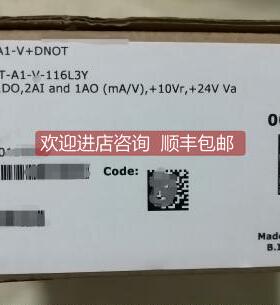 A1-V+DNOT
T-A1-V-116L3Y
DO,2AI and 1AO (mA/V),+10Vr,+24V Va
欢迎进店咨询 顺丰包邮
Code:
Made
B.I